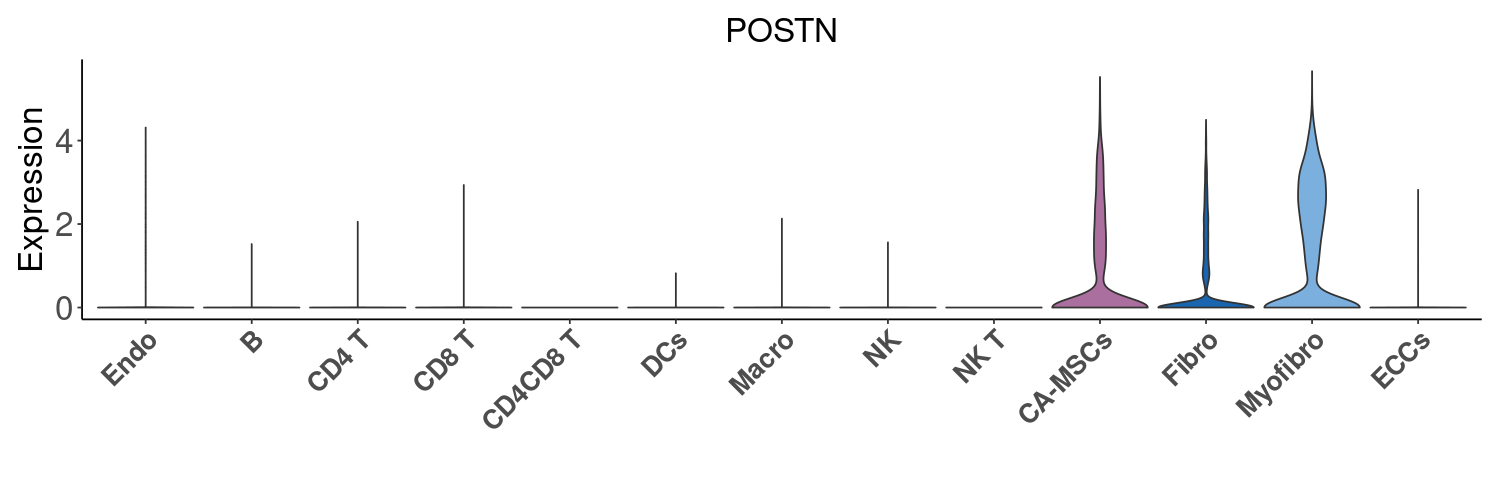 POSTN
Expression
4
2
0
Endo
B
CD4 T
CD8 T
CD4CD8 T
DCs
Macro
NK
NK T
CA-MSCs
Fibro
Myofibro
ECCs